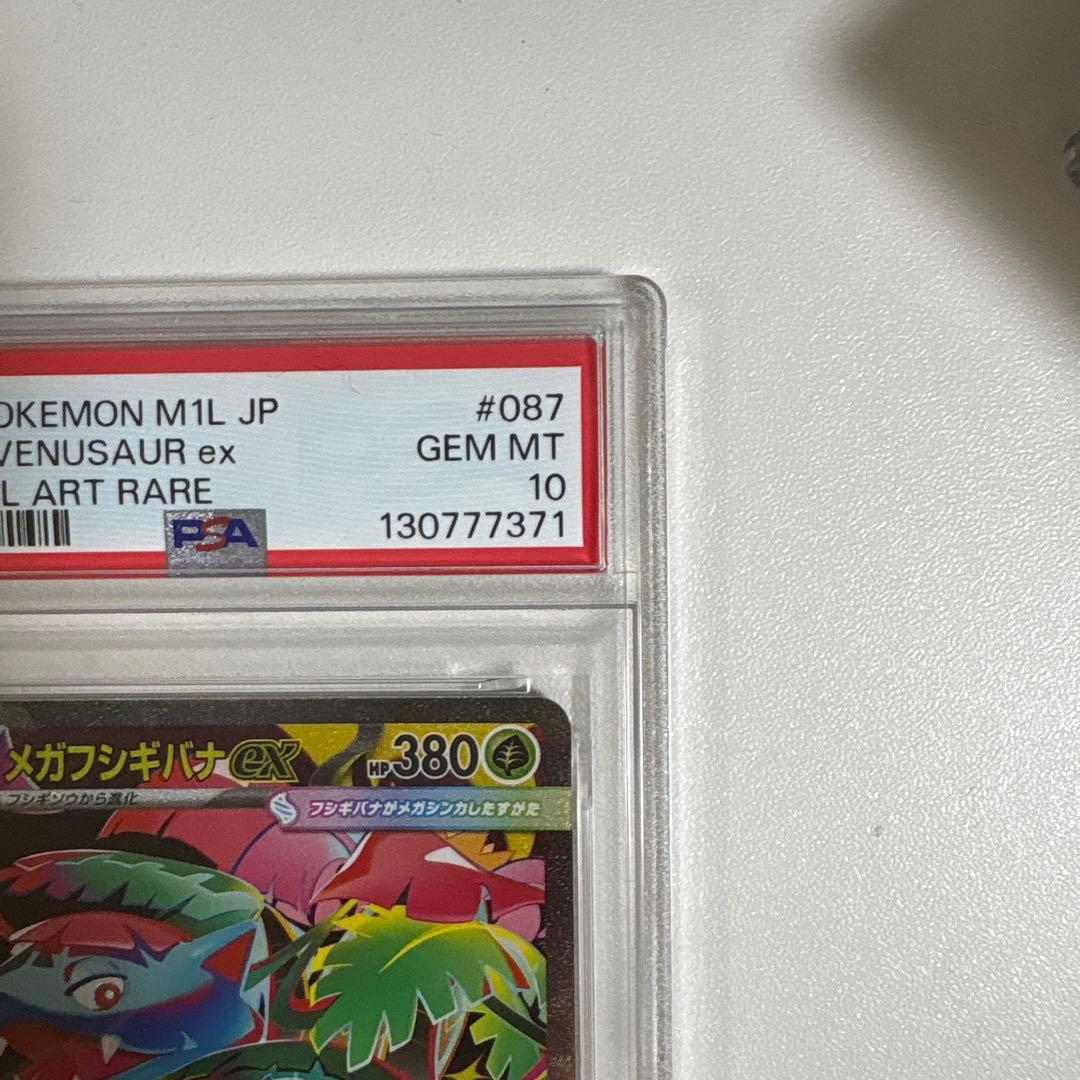 OKEMON M1L JP #087
VENUSAUR ex GEM MT
L ART RARE 10
PSA 130777371
メガフシギバナex HP380
フシギソウから進化
フシギバナがメガシンカしたすがた